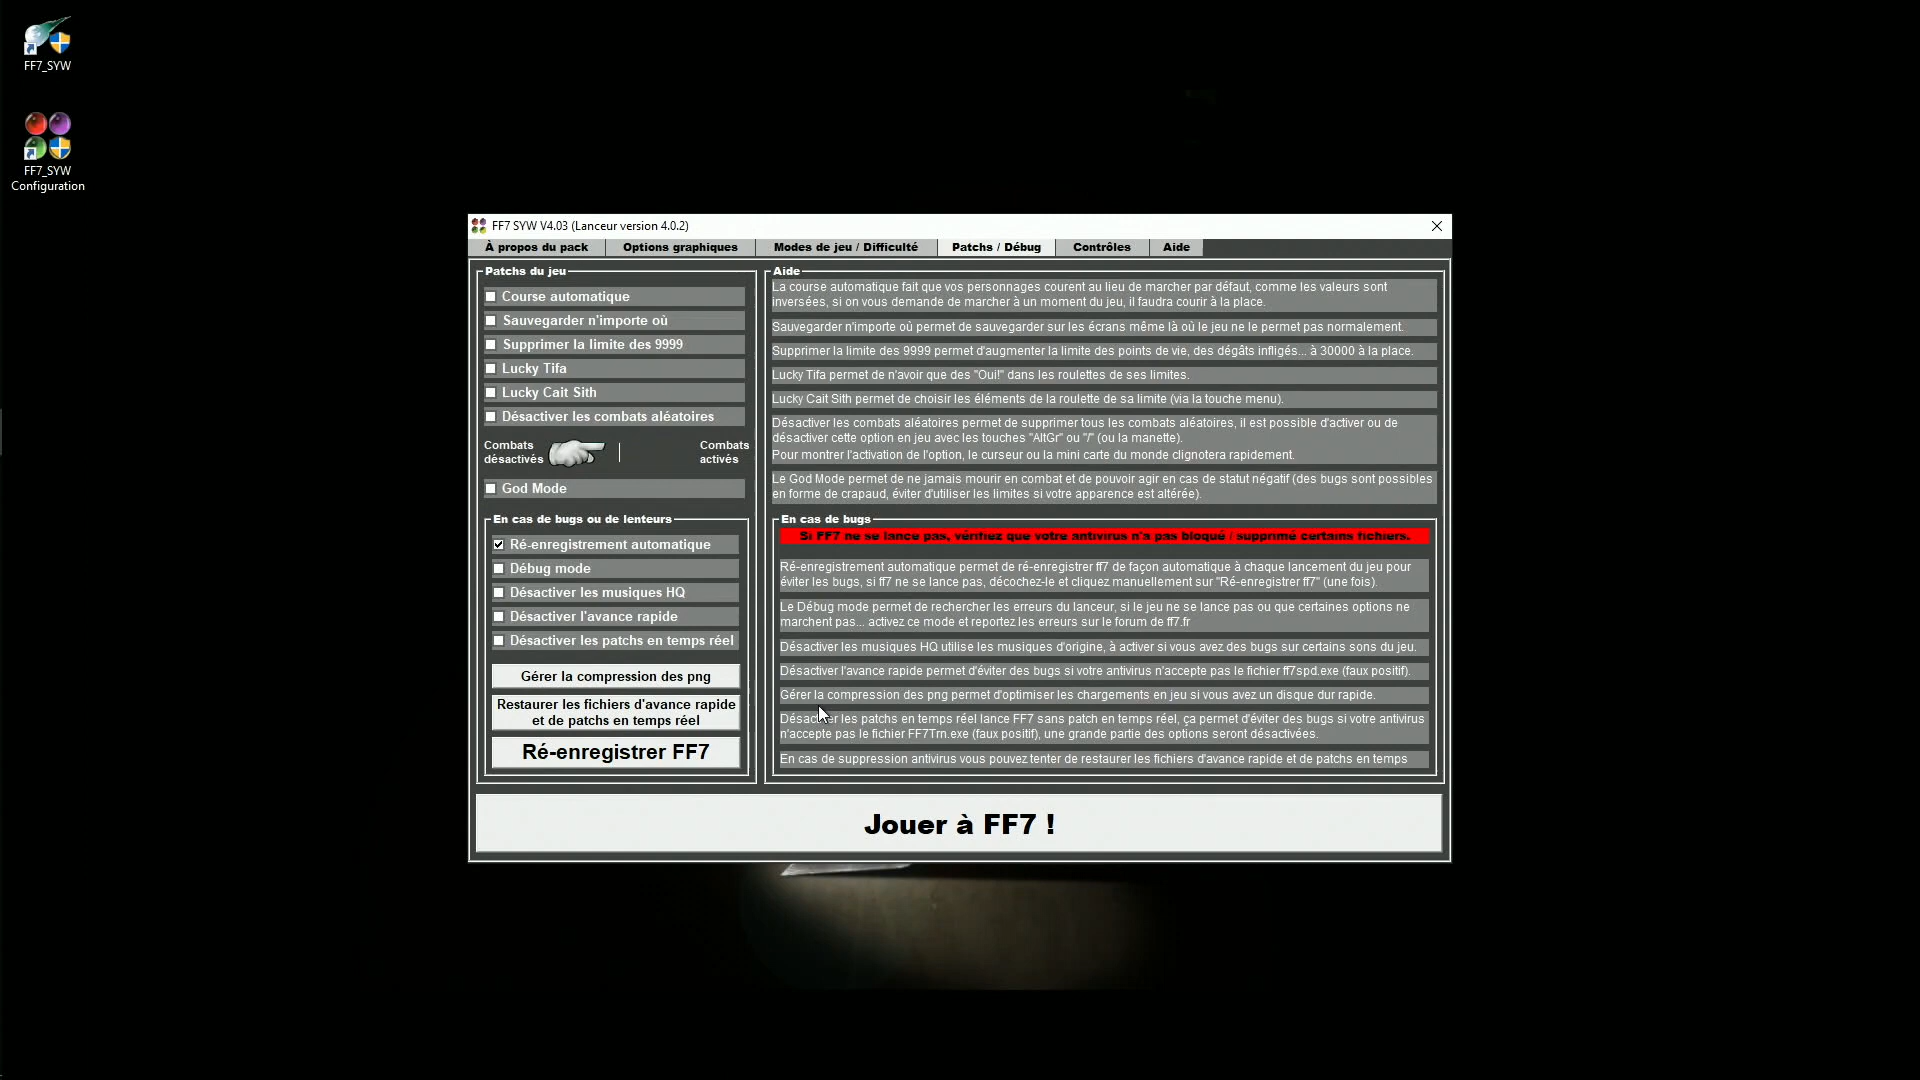 FF7_SYW
FF7_SYW
Configuration
FF7 SYW V4.03 (Lanceur version 4.0.2)
À propos du pack
Options graphiques
Modes de jeu / Difficulté
Patchs / Débug
Contrôles
Aide
Patchs du jeu
Course automatique
Sauvegarder n'importe où
Supprimer la limite des 9999
Lucky Tifa
Lucky Cait Sith
Désactiver les combats aléatoires
Combats
désactivés
Combats
activés
God Mode
En cas de bugs ou de lenteurs
Ré-enregistrement automatique
Débug mode
Désactiver les musiques HQ
Désactiver l'avance rapide
Désactiver les patchs en temps réel
Gérer la compression des png
Restaurer les fichiers d'avance rapide
et de patchs en temps réel
Ré-enregistrer FF7
Aide
La course automatique fait que vos personnages courent au lieu de marcher par défaut, comme les valeurs sont
inversées, si on vous demande de marcher à un moment du jeu, il faudra courir à la place.
Sauvegarder n'importe où permet de sauvegarder sur les écrans même là où le jeu ne le permet pas normalement.
Supprimer la limite des 9999 permet d'augmenter la limite des points de vie, des dégâts infligés... à 30000 à la place.
Lucky Tifa permet de n'avoir que des "Oui!" dans les roulettes de ses limites.
Lucky Cait Sith permet de choisir les éléments de la roulette de sa limite (via la touche menu).
Désactiver les combats aléatoires permet de supprimer tous les combats aléatoires, il est possible d'activer ou de
désactiver cette option en jeu avec les touches "AltGr" ou "/" (ou la manette).
Pour montrer l'activation de l'option, le curseur ou la mini carte du monde clignotera rapidement.
Le God Mode permet de ne jamais mourir en combat et de pouvoir agir en cas de statut négatif (des bugs sont possibles
en forme de crapaud, éviter d'utiliser les limites si votre apparence est altérée).
En cas de bugs
Si FF7 ne se lance pas, vérifiez que votre antivirus n'a pas bloqué / supprimé certains fichiers.
Ré-enregistrement automatique permet de ré-enregistrer ff7 de façon automatique à chaque lancement du jeu pour
éviter les bugs, si ff7 ne se lance pas, décochez-le et cliquez manuellement sur "Ré-enregistrer ff7" (une fois).
Le Débug mode permet de rechercher les erreurs du lanceur, si le jeu ne se lance pas ou que certaines options ne
marchent pas... activez ce mode et reportez les erreurs sur le forum de ff7.fr
Désactiver les musiques HQ utilise les musiques d'origine, à activer si vous avez des bugs sur certains sons du jeu.
Désactiver l'avance rapide permet d'éviter des bugs si votre antivirus n'accepte pas le fichier ff7spd.exe (faux positif).
Gérer la compression des png permet d'optimiser les chargements en jeu si vous avez un disque dur rapide.
Désactiver les patchs en temps réel lance FF7 sans patch en temps réel, ça permet d'éviter des bugs si votre antivirus
n'accepte pas le fichier FF7Trn.exe (faux positif), une grande partie des options seront désactivées.
En cas de suppression antivirus vous pouvez tenter de restaurer les fichiers d'avance rapide et de patchs en temps
Jouer à FF7 !